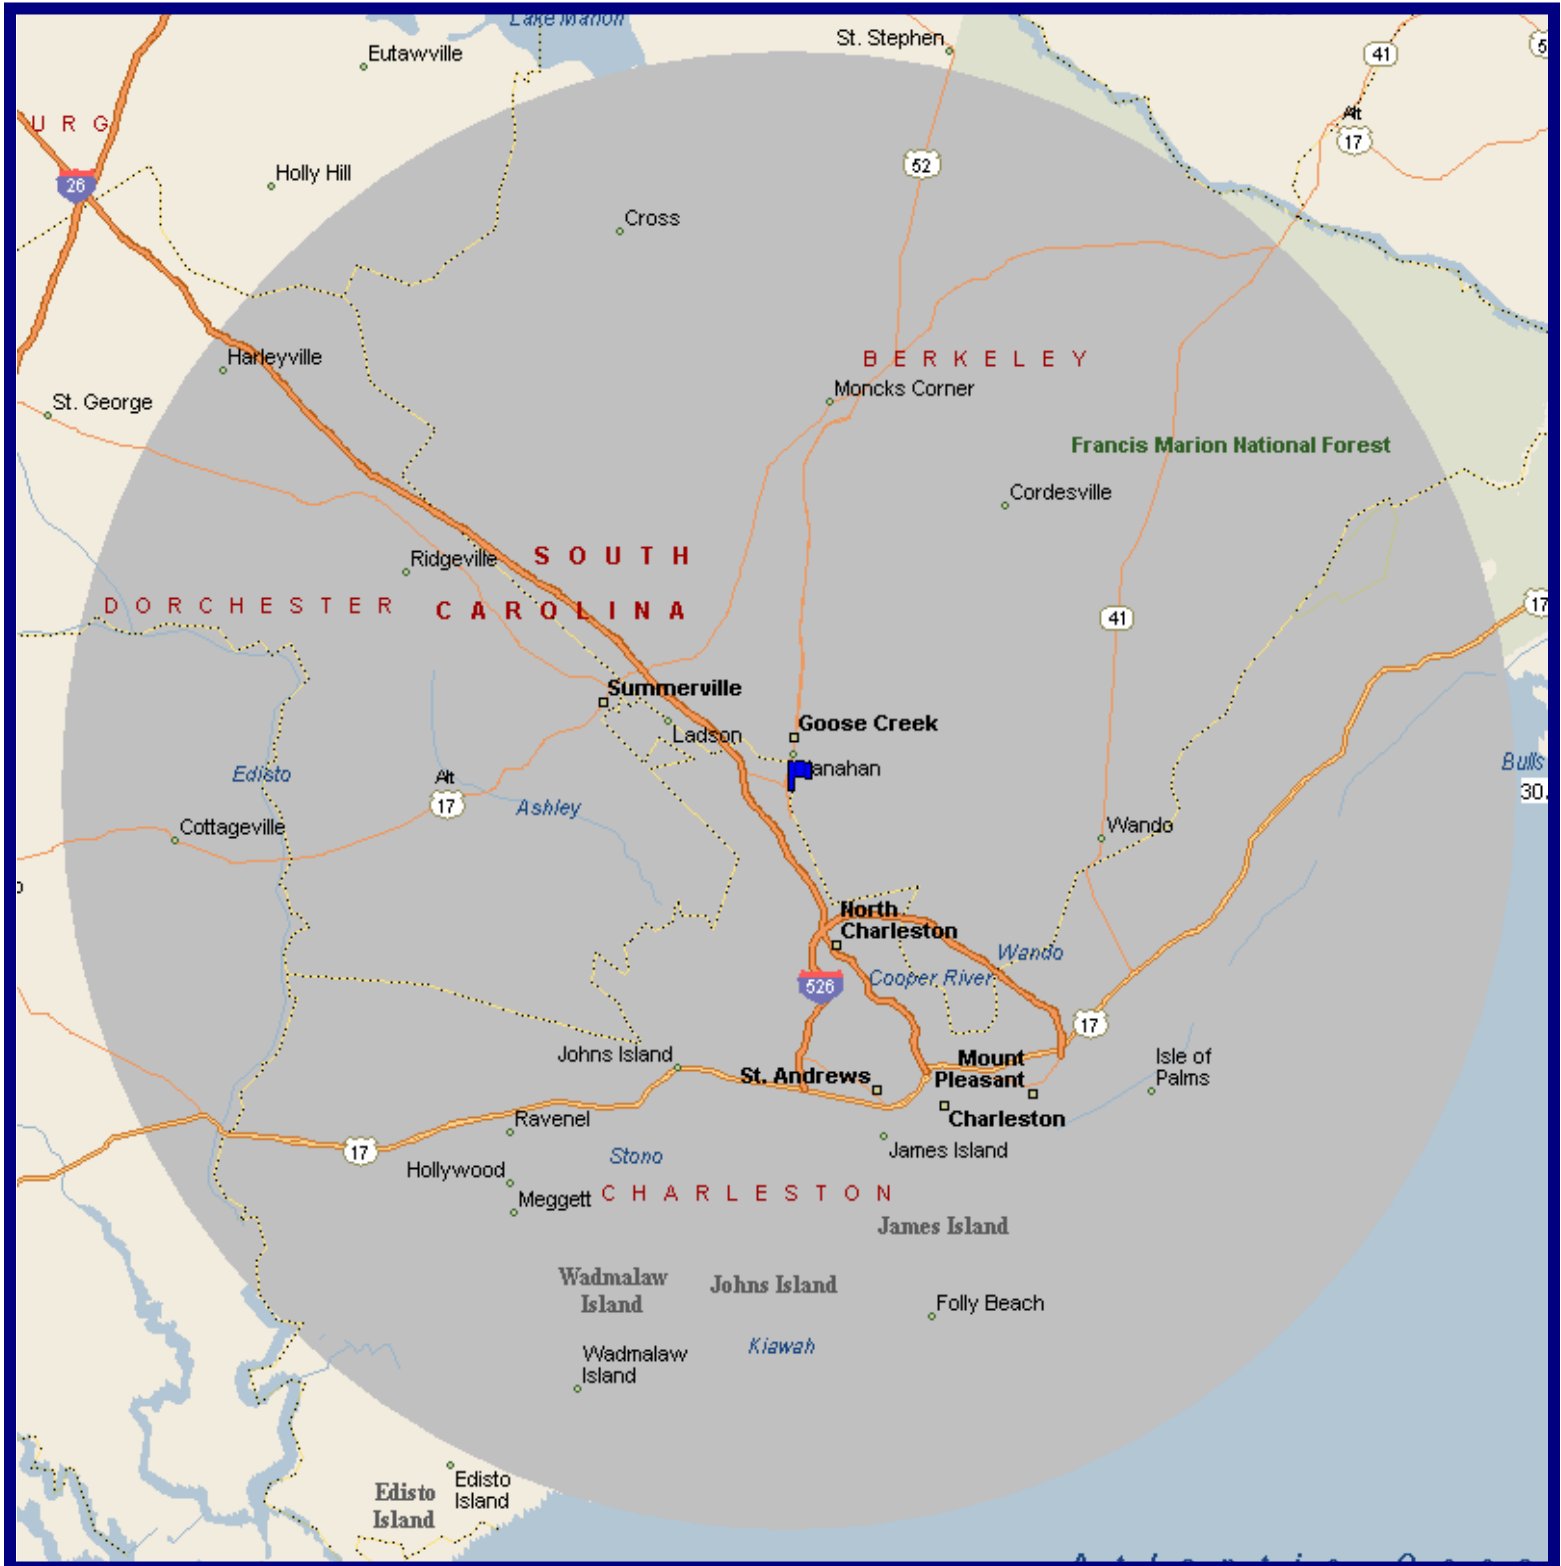 Lake Marion
St. Stephen
Eutawville
41
5
URG
Alt
17
52
26
Holly Hill
Cross
Harleyville
BERKELEY
St. George
Moncks Corner
Francis Marion National Forest
Cordesville
SOUTH
Ridgeville
DORCHESTER
CAROLINA
17
41
Summerville
Goose Creek
Ladson
anahan
Edisto
Alt
17
Ashley
Bulls
30.
Cottageville
Wando
North
Charleston
Wando
Cooper River
526
17
Johns Island
Mount
Pleasant
Isle of
Palms
St. Andrews
Charleston
Ravenel
17
Stono
James Island
Hollywood
Meggett
CHARLESTON
James Island
Wadmalaw
Island
Johns Island
Folly Beach
Kiawah
Wadmalaw
Island
Edisto
Island
Edisto
Island